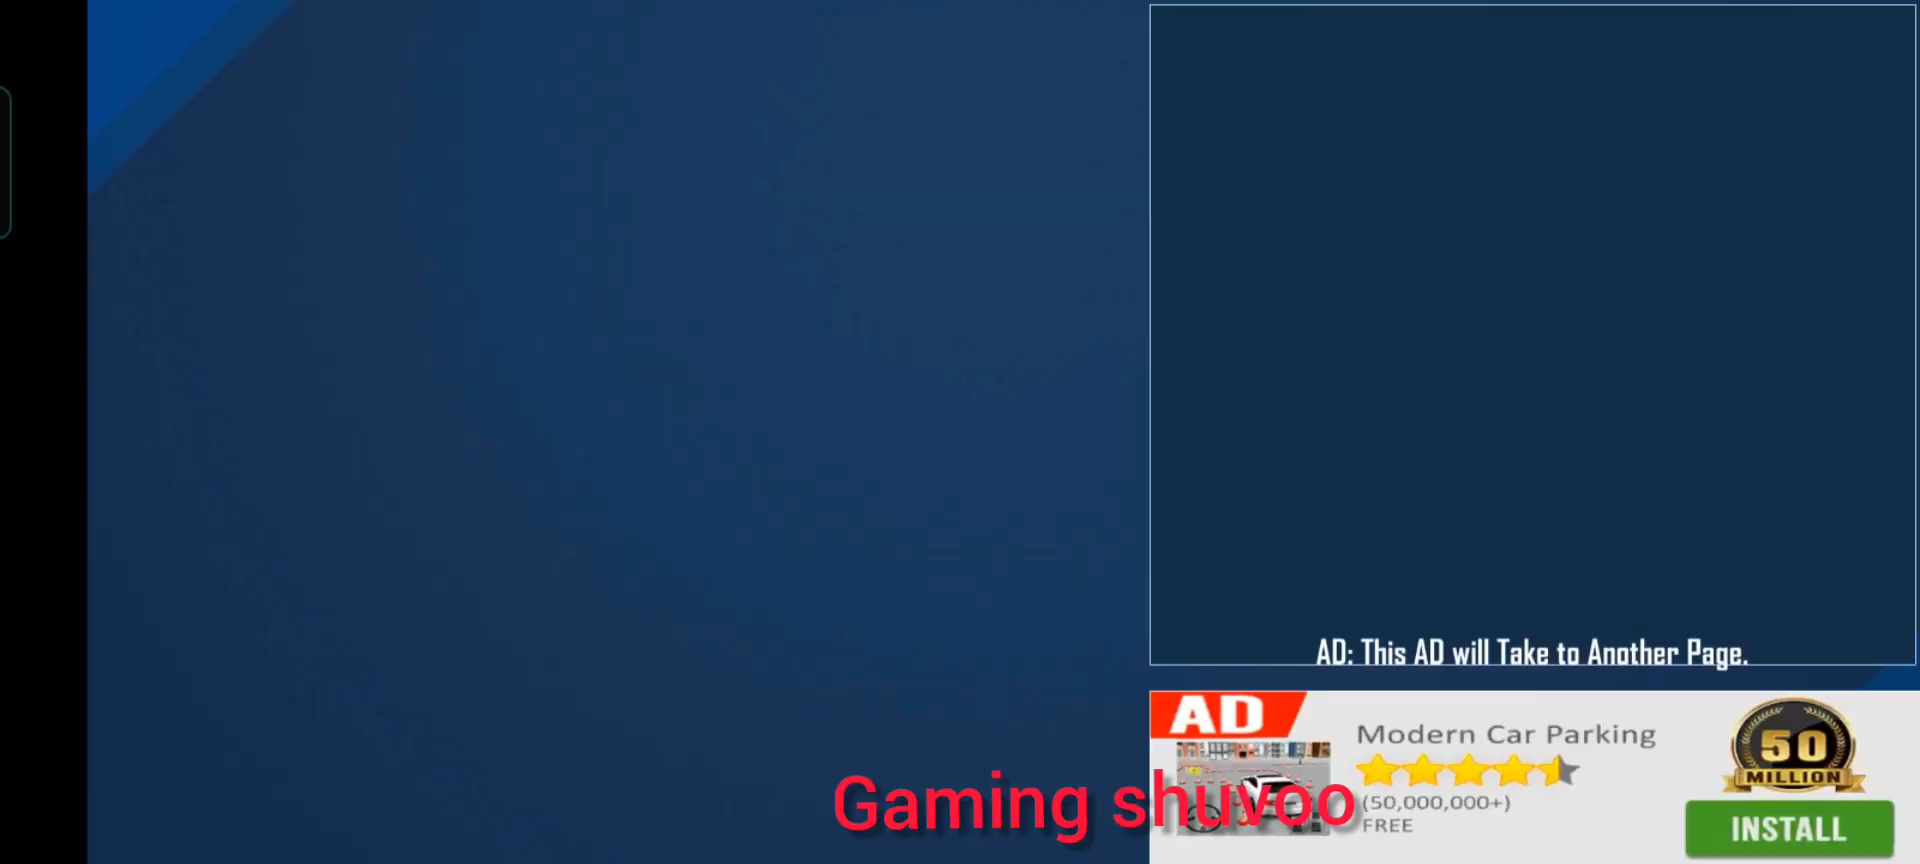 AD: This AD will Take to Another Page.
AD
Modern Car Parking
(50,000,000+)
FREE
50
MILLION
INSTALL
Gaming shuvoo